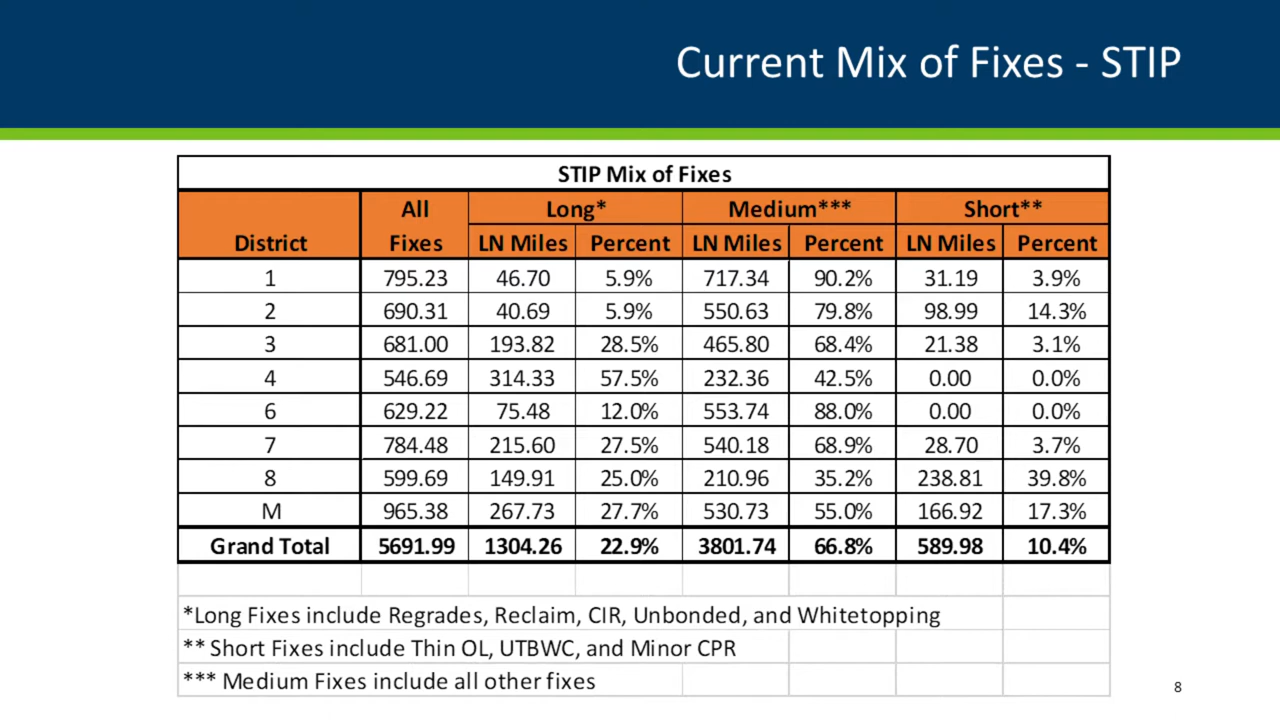 Current Mix of Fixes - STIP
STIP Mix of Fixes
All Long* Medium*** Short**
District Fixes LN Miles Percent LN Miles Percent LN Miles Percent
1 795.23 46.70 5.9% 717.34 90.2% 31.19 3.9%
2 690.31 40.69 5.9% 550.63 79.8% 98.99 14.3%
3 681.00 193.82 28.5% 465.80 68.4% 21.38 3.1%
4 546.69 314.33 57.5% 232.36 42.5% 0.00 0.0%
6 629.22 75.48 12.0% 553.74 88.0% 0.00 0.0%
7 784.48 215.60 27.5% 540.18 68.9% 28.70 3.7%
8 599.69 149.91 25.0% 210.96 35.2% 238.81 39.8%
M 965.38 267.73 27.7% 530.73 55.0% 166.92 17.3%
Grand Total 5691.99 1304.26 22.9% 3801.74 66.8% 589.98 10.4%
*Long Fixes include Regrades, Reclaim, CIR, Unbonded, and Whitetopping
** Short Fixes include Thin OL, UTBWC, and Minor CPR
*** Medium Fixes include all other fixes
8